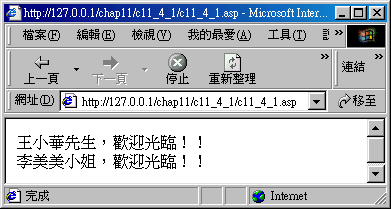 http://127.0.0.1/chap11/c11_4_1/c11_4_1.asp - Microsoft Inter...
檔案(F) 編輯(E) 檢視(V) 我的最愛(A) 工具(T)
上一頁 下一頁 停止 重新整理 連結
網址(D) http://127.0.0.1/chap11/c11_4_1/c11_4_1.asp 移至
王小華先生，歡迎光臨！！
李美美小姐，歡迎光臨！！
完成 Internet